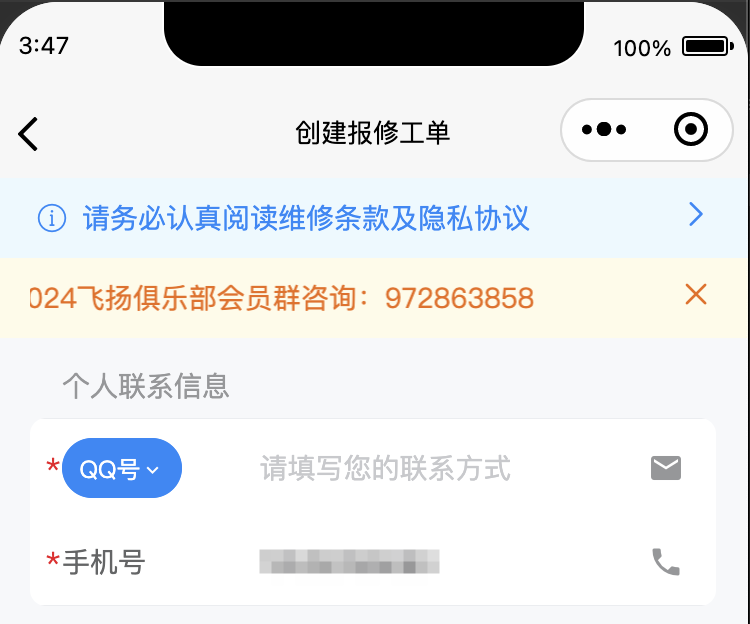 3:47
100%
创建报修工单
请务必认真阅读维修条款及隐私协议
024飞扬俱乐部会员群咨询：972863858
个人联系信息
*QQ号
请填写您的联系方式
*手机号